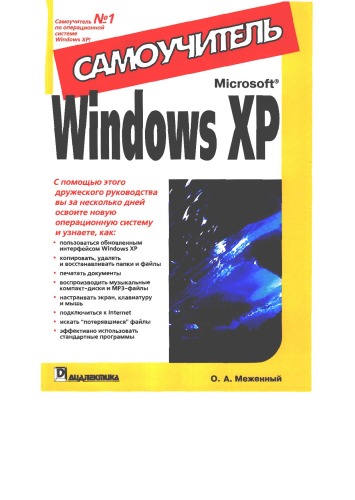 Самоучитель №1
по операционной
системе
Windows XP!
САМОУЧИТЕЛЬ
Microsoft®
Windows XP
С помощью этого
дружеского руководства
вы за несколько дней
освоите новую
операционную систему
и узнаете, как:
• пользоваться обновленным
интерфейсом Windows XP
• копировать, удалять
и восстанавливать папки и файлы
• печатать документы
• воспроизводить музыкальные
компакт-диски и MP3-файлы
• настраивать экран, клавиатуру
и мышь
• подключиться к Internet
• искать "потерявшиеся" файлы
• эффективно использовать
стандартные программы
ДИАЛЕКТИКА
О. А. Меженный